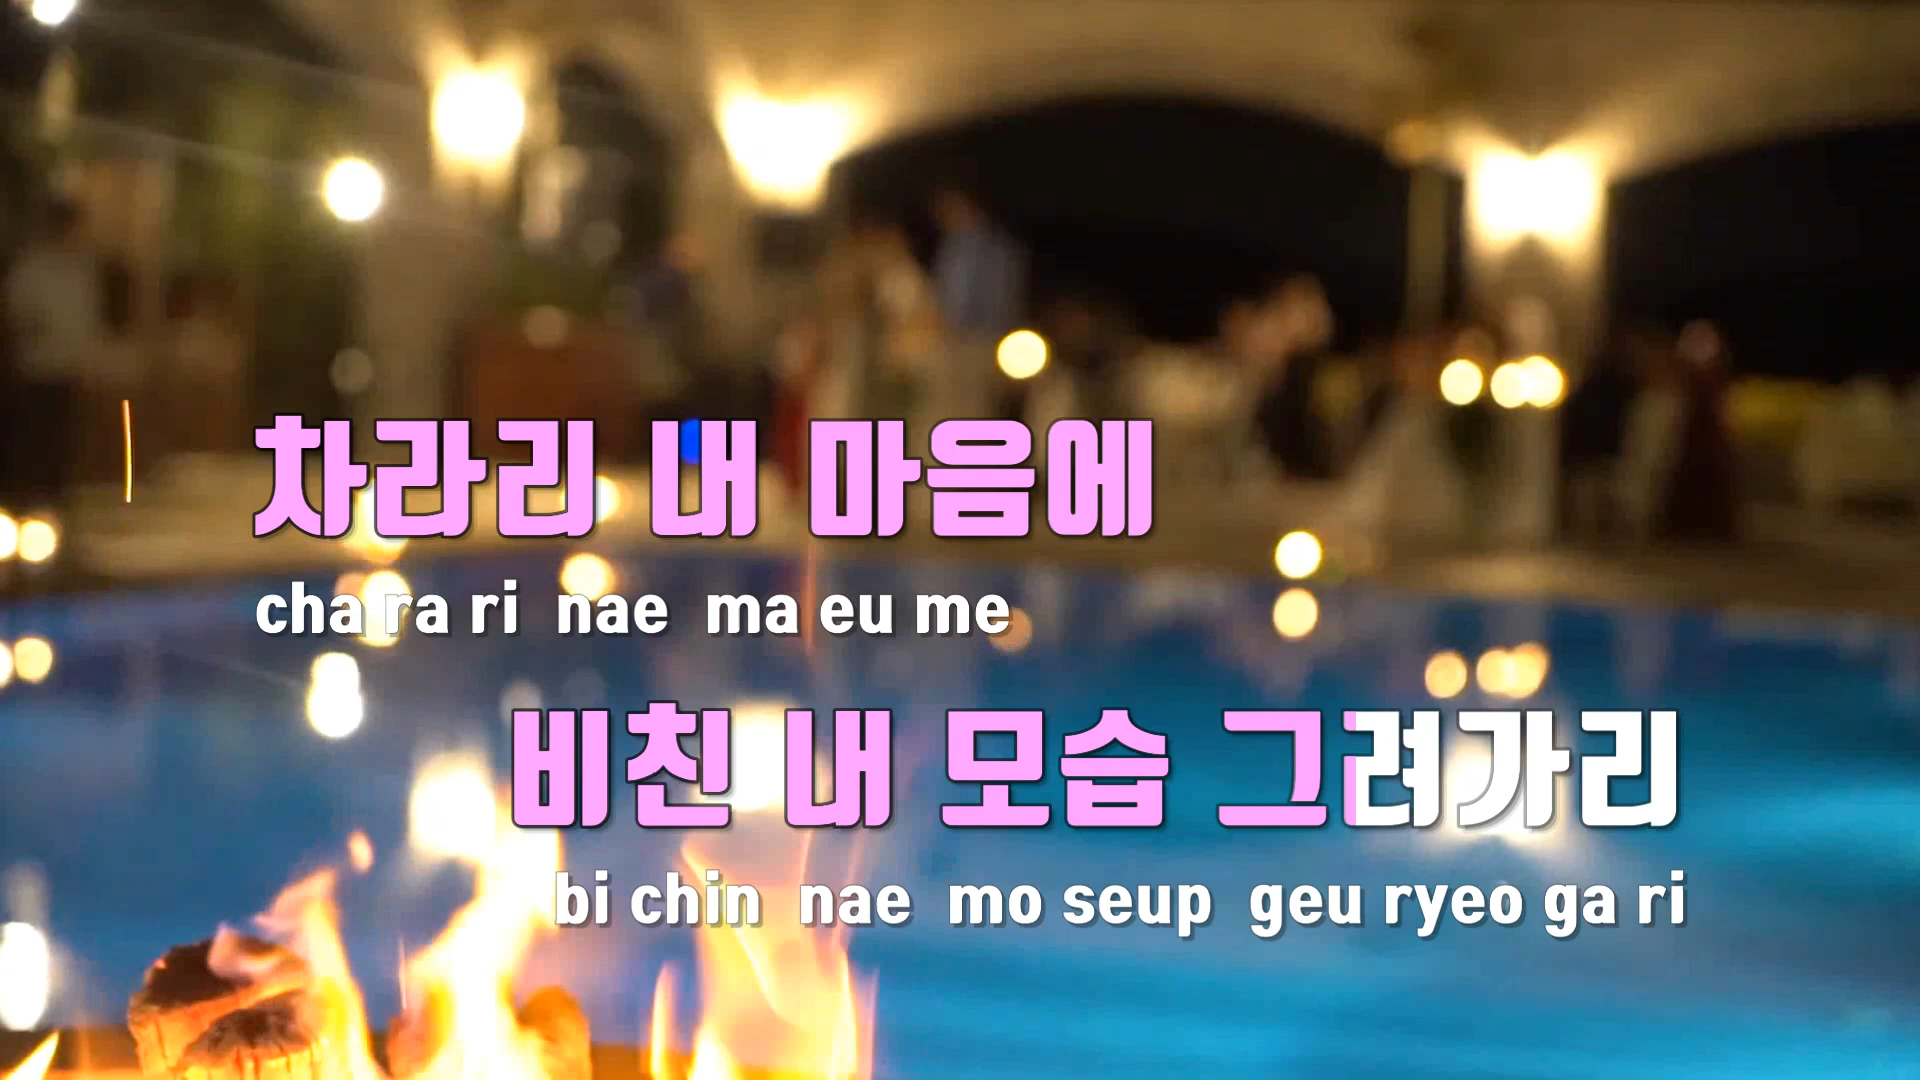 차라리 내 마음에
cha ra ri nae ma eu me
비친 내 모습 그려가리
bi chin nae mo seup geu ryeo ga ri